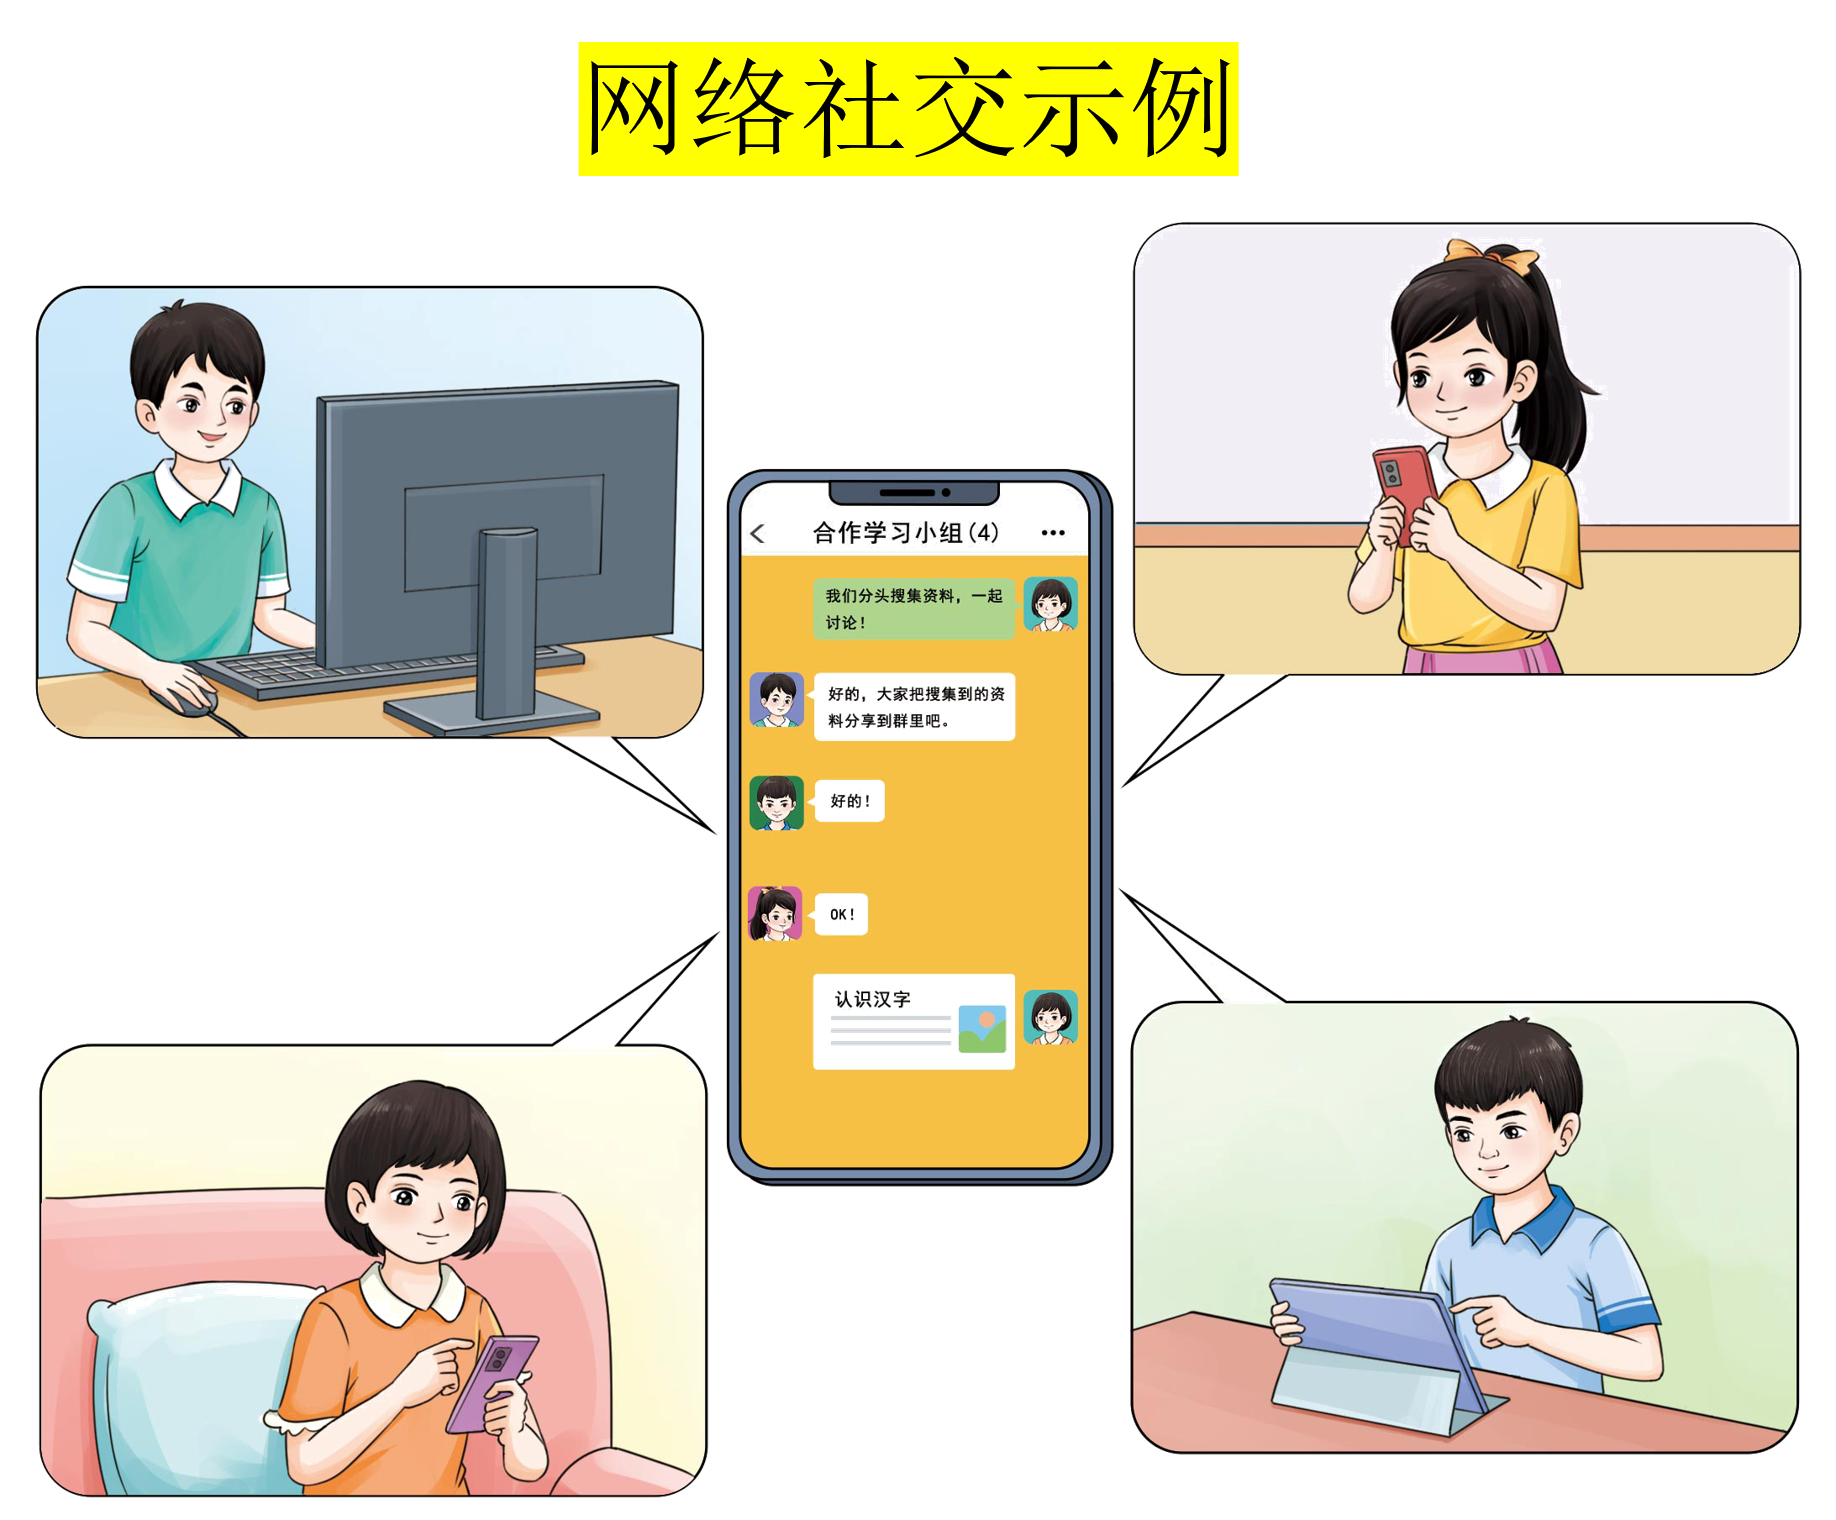 网络社交示例
合作学习小组(4)
我们分头搜集资料，一起
讨论！
好的，大家把搜集到的资
料分享到群里吧。
好的！
OK！
认识汉字